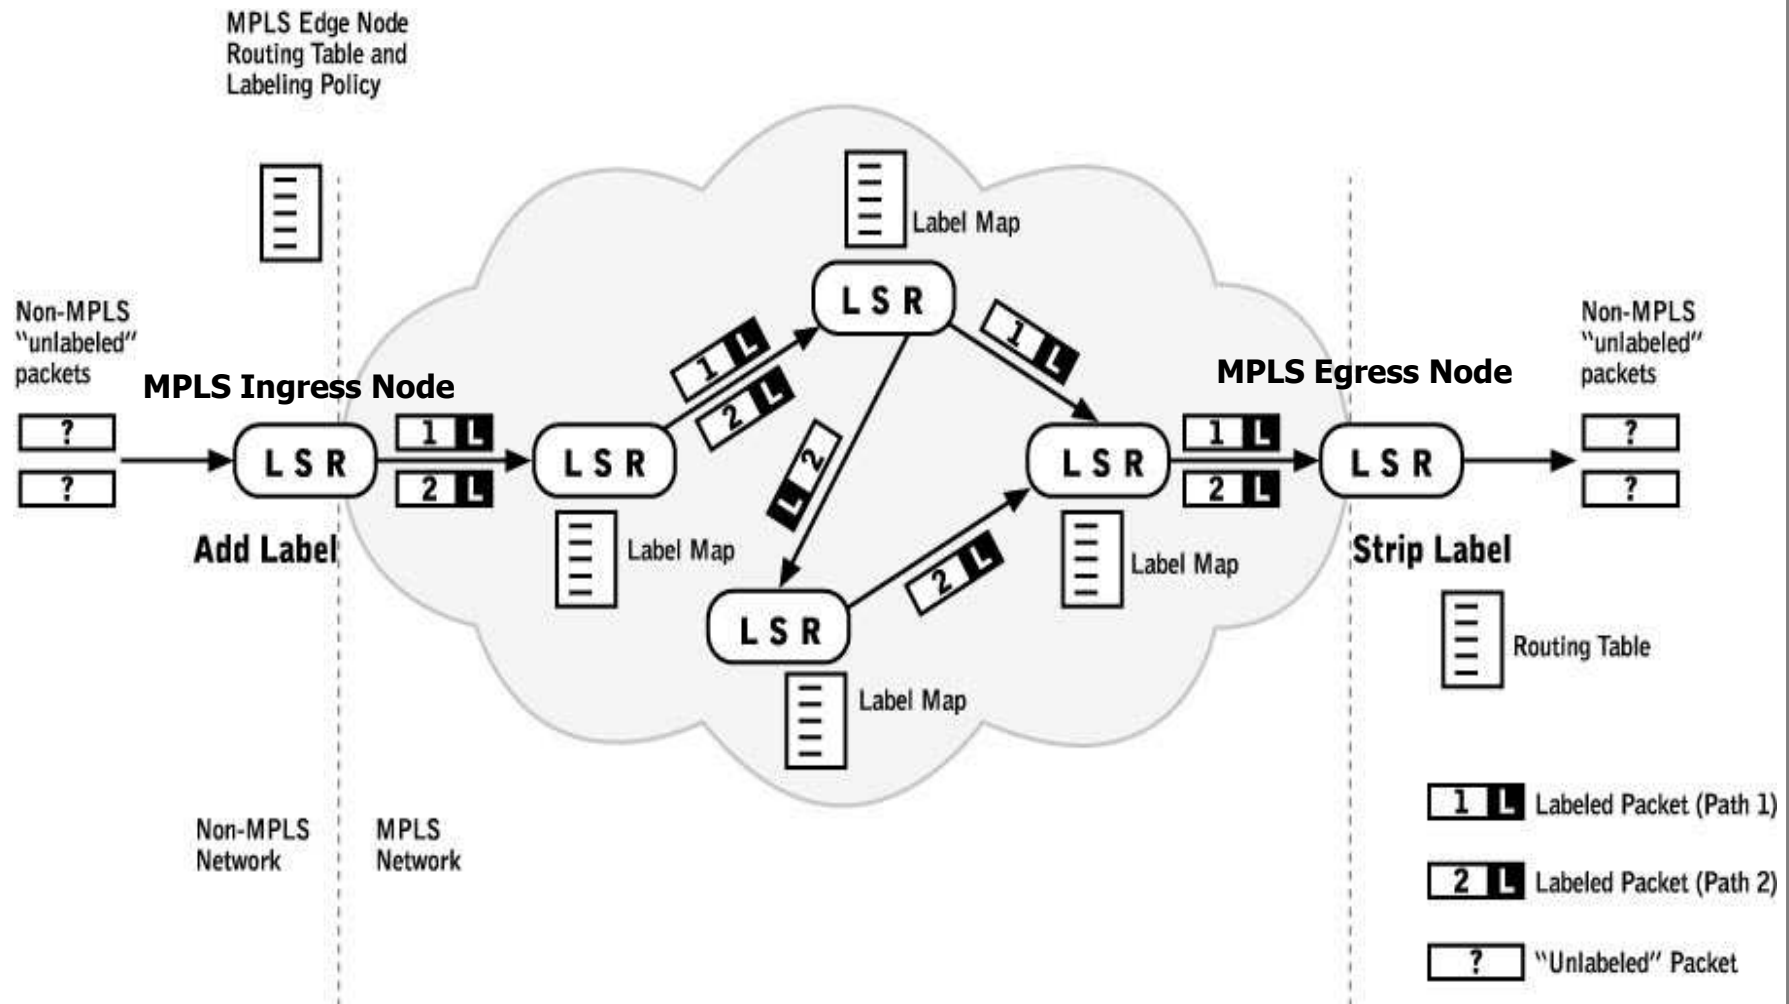 MPLS Edge Node
Routing Table and
Labeling Policy
Label Map
Non-MPLS
"unlabeled"
packets
MPLS Ingress Node
?
?
LSR
Add Label
1 L
2 L
LSR
Label Map
1 L
2 L
LSR
1 L
L 2
LSR
Label Map
2 L
LSR
Label Map
MPLS Egress Node
1 L
2 L
LSR
Strip Label
Non-MPLS
"unlabeled"
packets
?
?
Routing Table
Non-MPLS
Network
MPLS
Network
1 L Labeled Packet (Path 1)
2 L Labeled Packet (Path 2)
? "Unlabeled" Packet